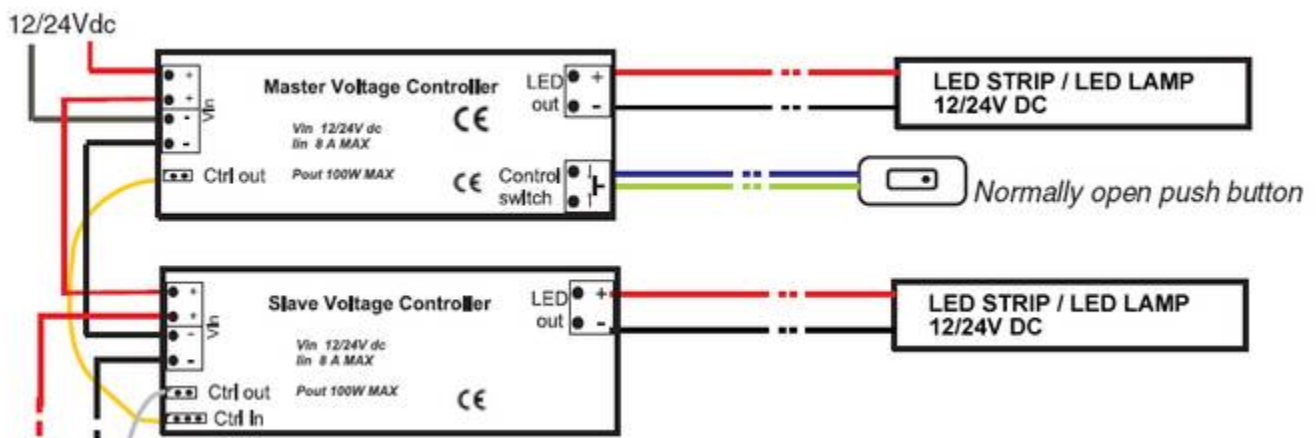 12/24Vdc
+
+
-
-
Vin
Master Voltage Controller
CE
Vin 12/24V dc
Iin 8 A MAX
Pout 100W MAX
Ctrl out
LED
out
+
-
CE
Control
switch
LED STRIP / LED LAMP
12/24V DC
Normally open push button
+
+
-
-
Vin
Slave Voltage Controller
Vin 12/24V dc
Iin 8 A MAX
Pout 100W MAX
Ctrl out
Ctrl In
CE
LED
out
+
-
LED STRIP / LED LAMP
12/24V DC